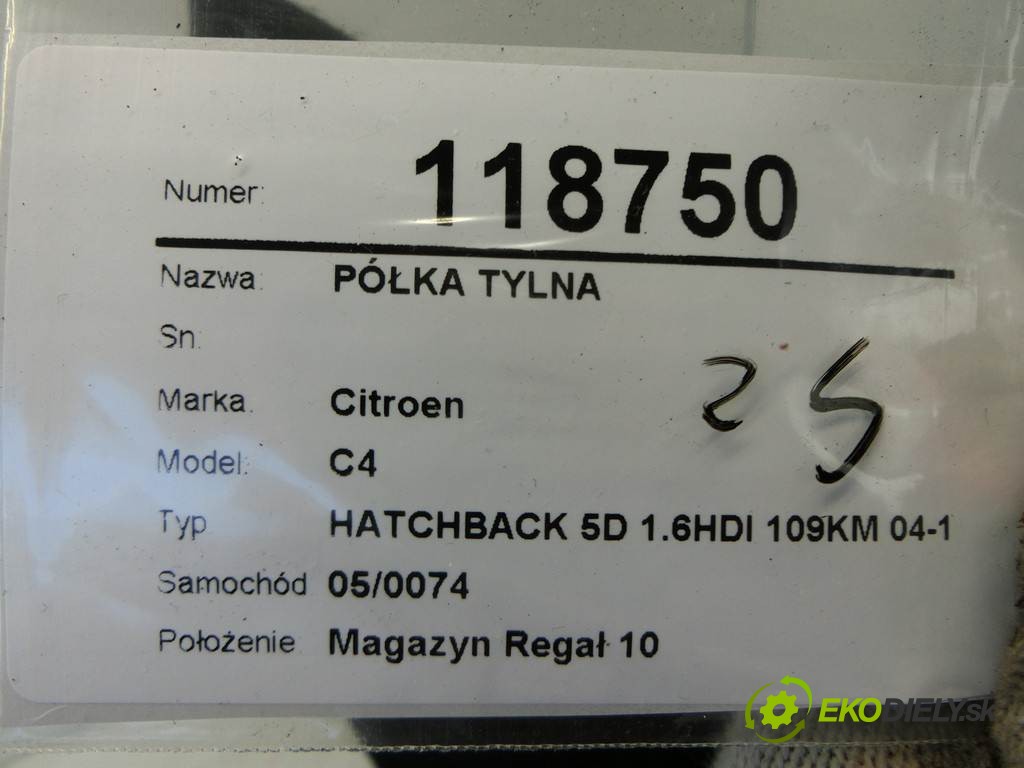 Numer: 118750
Nazwa: PÓŁKA TYLNA
Sn:
Marka: Citroen
Model: C4
Typ HATCHBACK 5D 1.6HDI 109KM 04-1
Samochód 05/0074
Położenie Magazyn Regał 10
25
EKODIELY.sk